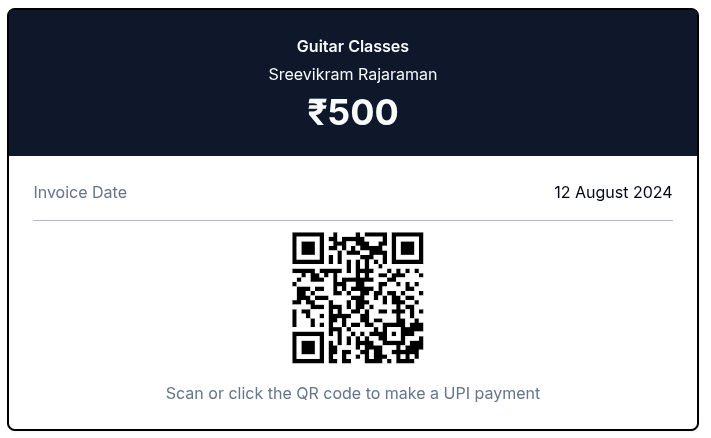 Guitar Classes
Sreevikram Rajaraman
₹500
Invoice Date 12 August 2024
Scan or click the QR code to make a UPI payment